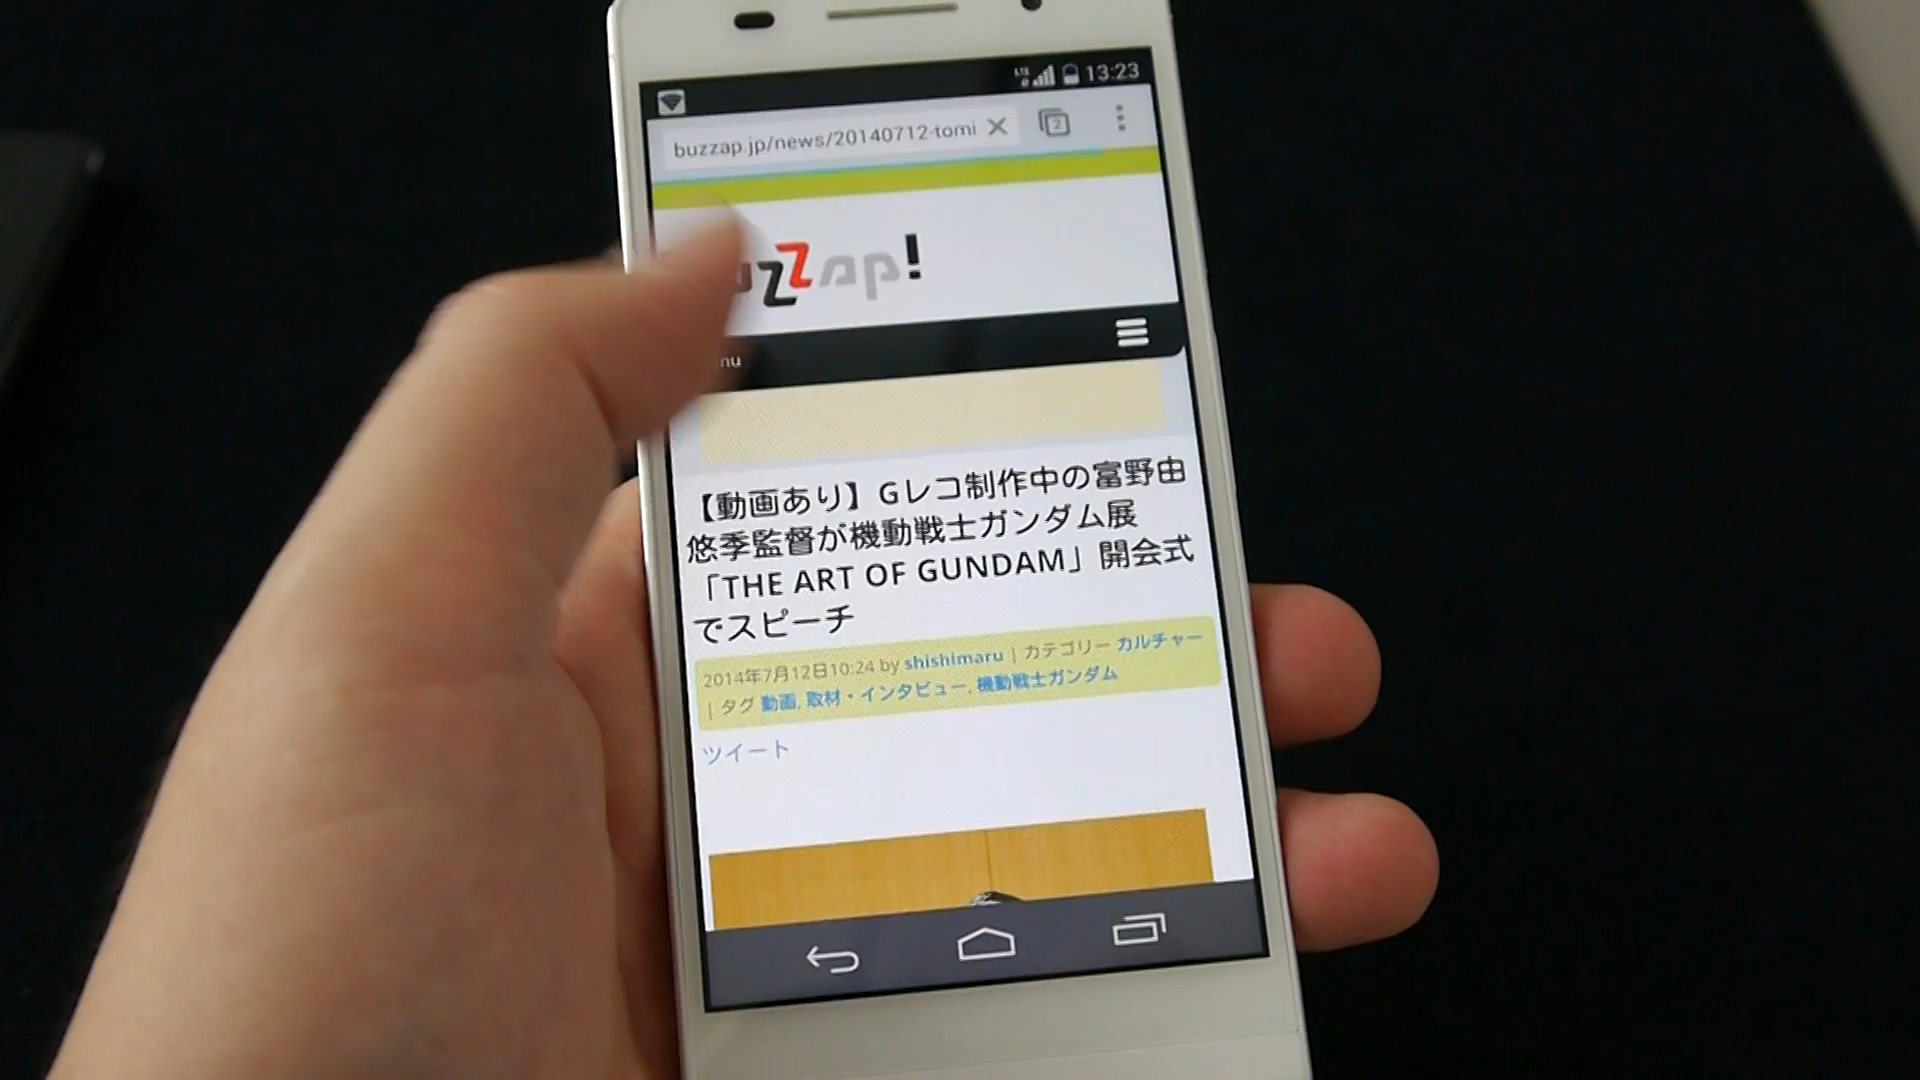 LTE 13:23
buzzap.jp/news/20140712-tomi
2
uzzap!
nu
【動画あり】Gレコ制作中の富野由
悠季監督が機動戦士ガンダム展
「THE ART OF GUNDAM」開会式
でスピーチ
2014年7月12日10:24 by shishimaru | カテゴリー カルチャー
| タグ 動画, 取材・インタビュー, 機動戦士ガンダム
ツイート